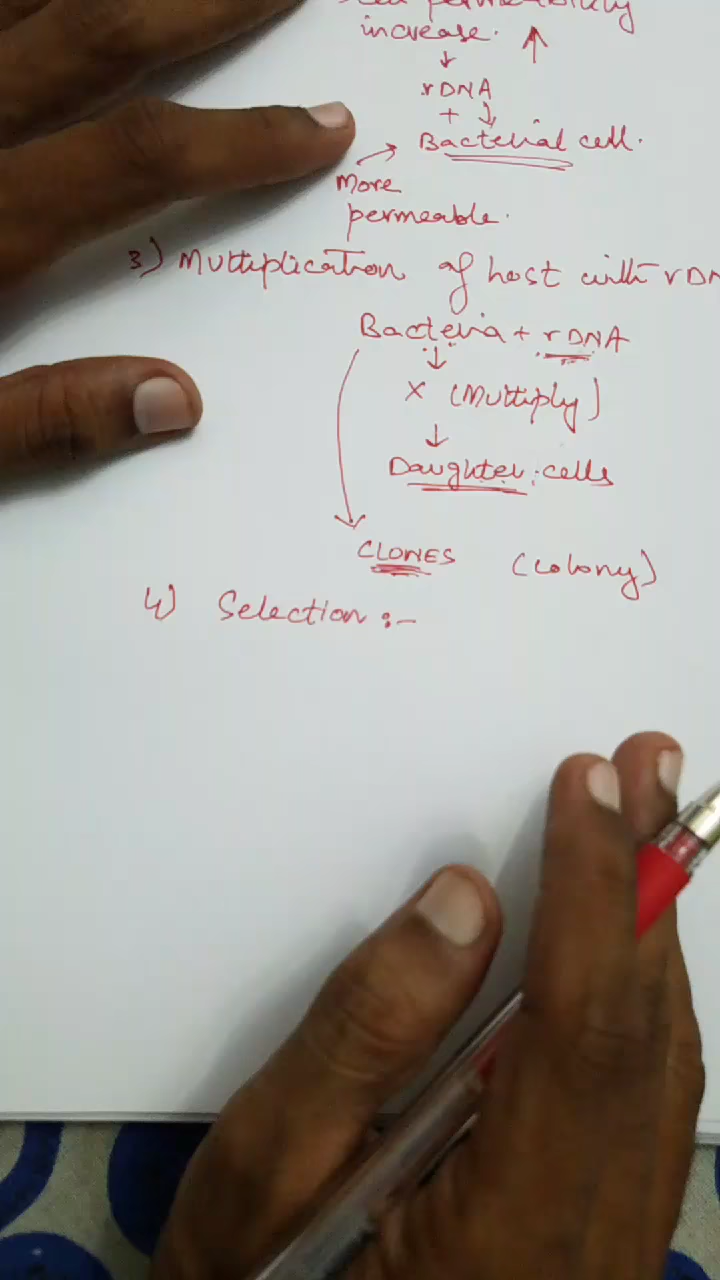 increase. ↑
↓
rDNA
+ ↓
→ Bacterial cell.
More
permeable.
3) Multiplication of host with rDN
Bacteria + rDNA
↓
× (Multiply)
↓
Daughter cells
CLONES (Colony)
4) Selection :-